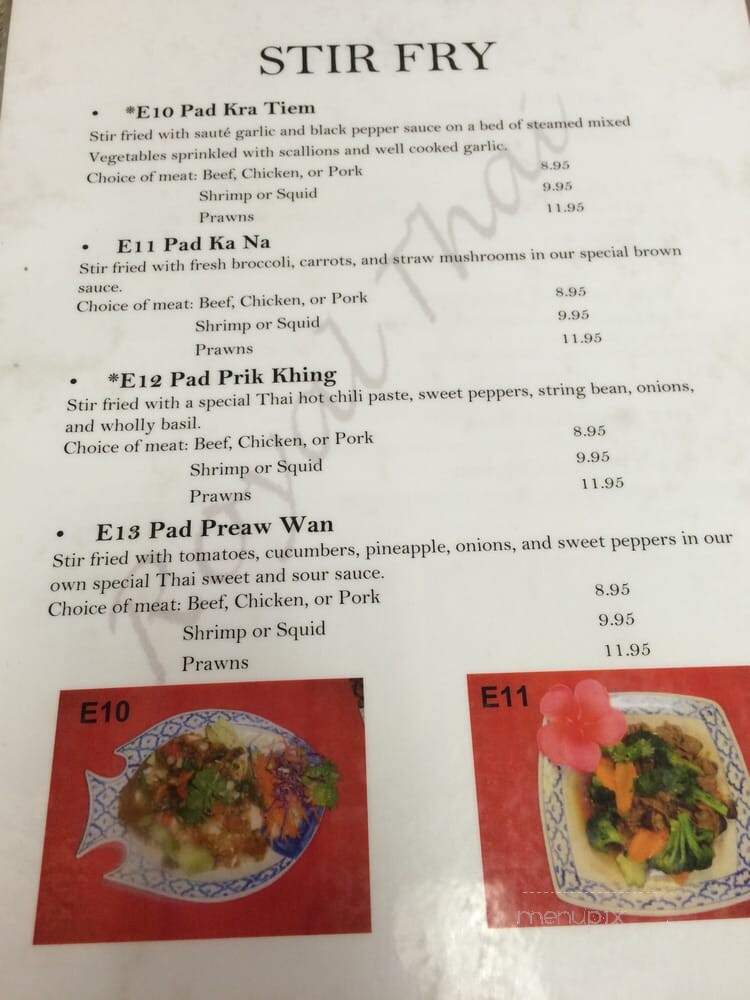 STIR FRY
• *E10 Pad Kra Tiem
Stir fried with sauté garlic and black pepper sauce on a bed of steamed mixed
Vegetables sprinkled with scallions and well cooked garlic.
Choice of meat: Beef, Chicken, or Pork 8.95
Shrimp or Squid 9.95
Prawns 11.95
• E11 Pad Ka Na
Stir fried with fresh broccoli, carrots, and straw mushrooms in our special brown
sauce.
Choice of meat: Beef, Chicken, or Pork 8.95
Shrimp or Squid 9.95
Prawns 11.95
• *E12 Pad Prik Khing
Stir fried with a special Thai hot chili paste, sweet peppers, string bean, onions,
and wholly basil.
Choice of meat: Beef, Chicken, or Pork 8.95
Shrimp or Squid 9.95
Prawns 11.95
• E13 Pad Preaw Wan
Stir fried with tomatoes, cucumbers, pineapple, onions, and sweet peppers in our
own special Thai sweet and sour sauce.
Choice of meat: Beef, Chicken, or Pork 8.95
Shrimp or Squid 9.95
Prawns 11.95
Royal Thai
E10
E11
menupix